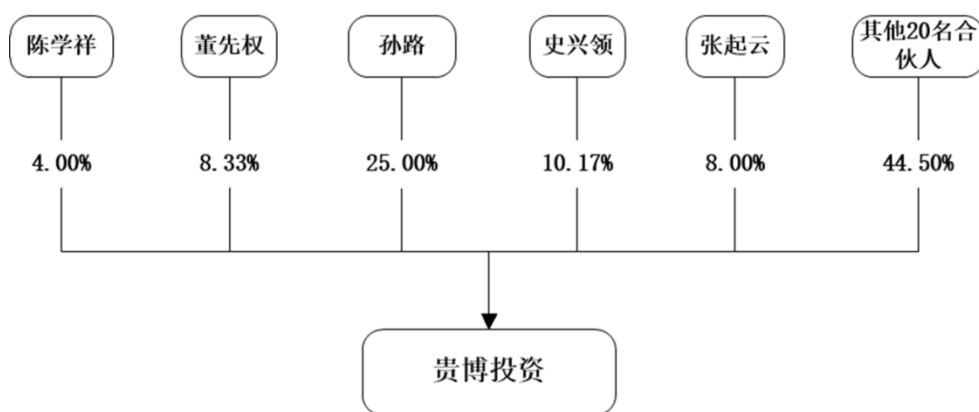 陈学祥
董先权
孙路
史兴领
张起云
其他20名合
伙人
4.00%
8.33%
25.00%
10.17%
8.00%
44.50%
贵博投资